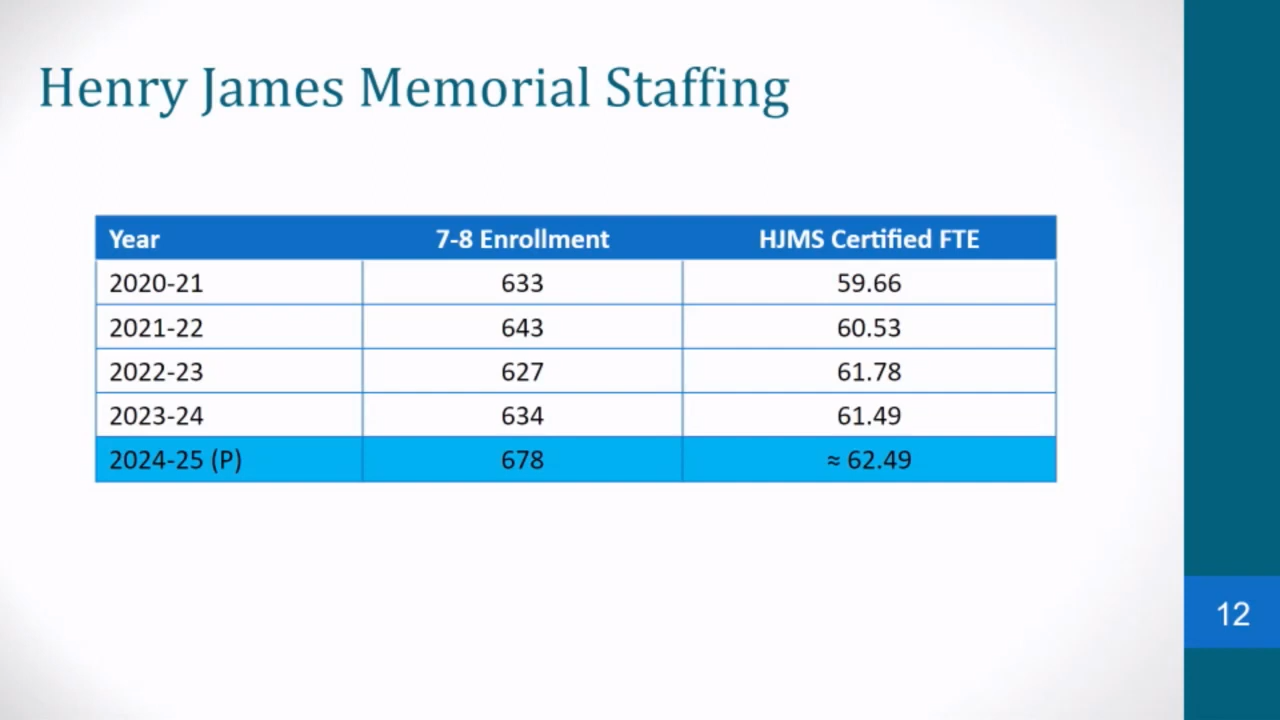 Henry James Memorial Staffing
Year 7-8 Enrollment HJMS Certified FTE
2020-21 633 59.66
2021-22 643 60.53
2022-23 627 61.78
2023-24 634 61.49
2024-25 (P) 678 ≈ 62.49
12